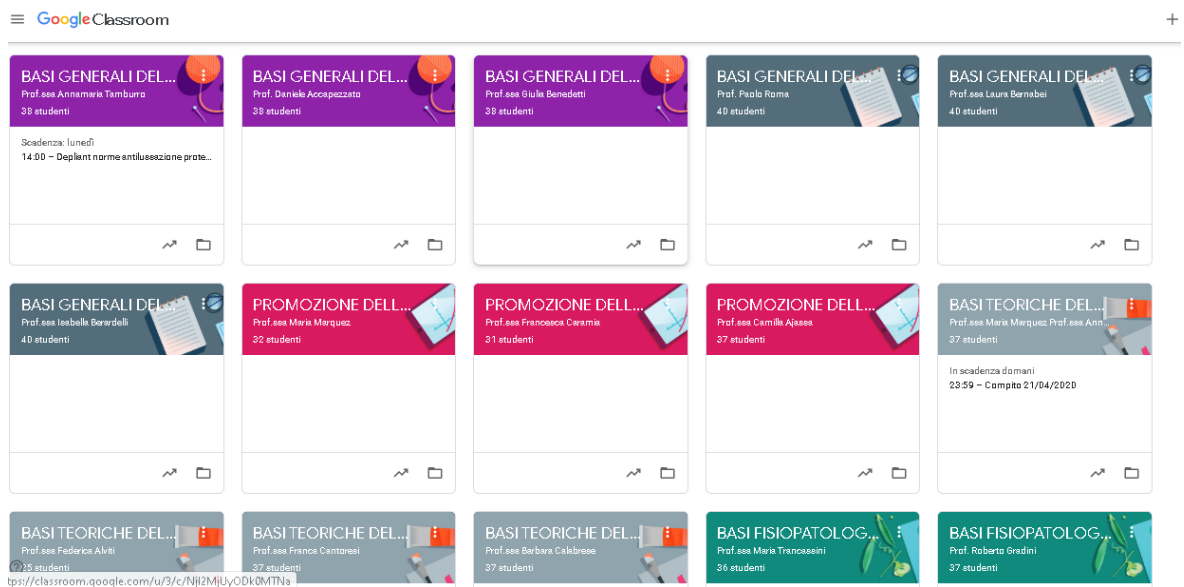 Google Classroom
BASI GENERALI DEL...
Prof.ssa Annamaria Tamburro
38 studenti
Scadenza: lunedì
14:00 – Depliant norme antilussazione prote...
BASI GENERALI DEL...
Prof. Daniele Accapezzato
38 studenti
BASI GENERALI DEL...
Prof.ssa Giulia Benedetti
38 studenti
BASI GENERALI DEL...
Prof. Paolo Roma
40 studenti
BASI GENERALI DEL...
Prof.ssa Laura Bernabei
40 studenti
BASI GENERALI DEL...
Prof.ssa Isabella Berardelli
40 studenti
PROMOZIONE DELL...
Prof.ssa Maria Marquez
32 studenti
PROMOZIONE DELL...
Prof.ssa Francesca Caramia
31 studenti
PROMOZIONE DELL...
Prof.ssa Camilla Ajassa
37 studenti
BASI TEORICHE DEL...
Prof.ssa Maria Marquez Prof.ssa Ann...
37 studenti
In scadenza domani
23:59 – Compito 21/04/2020
BASI TEORICHE DEL...
Prof.ssa Federica Alviti
25 studenti
BASI TEORICHE DEL...
Prof.ssa Franca Cantaresi
37 studenti
BASI TEORICHE DEL...
Prof.ssa Barbara Calabrese
37 studenti
BASI FISIOPATOLOG...
Prof.ssa Maria Trancassini
36 studenti
BASI FISIOPATOLOG...
Prof. Roberto Gradini
37 studenti
tps://classroom.google.com/u/3/c/NjI2MjUyODk0MTNa